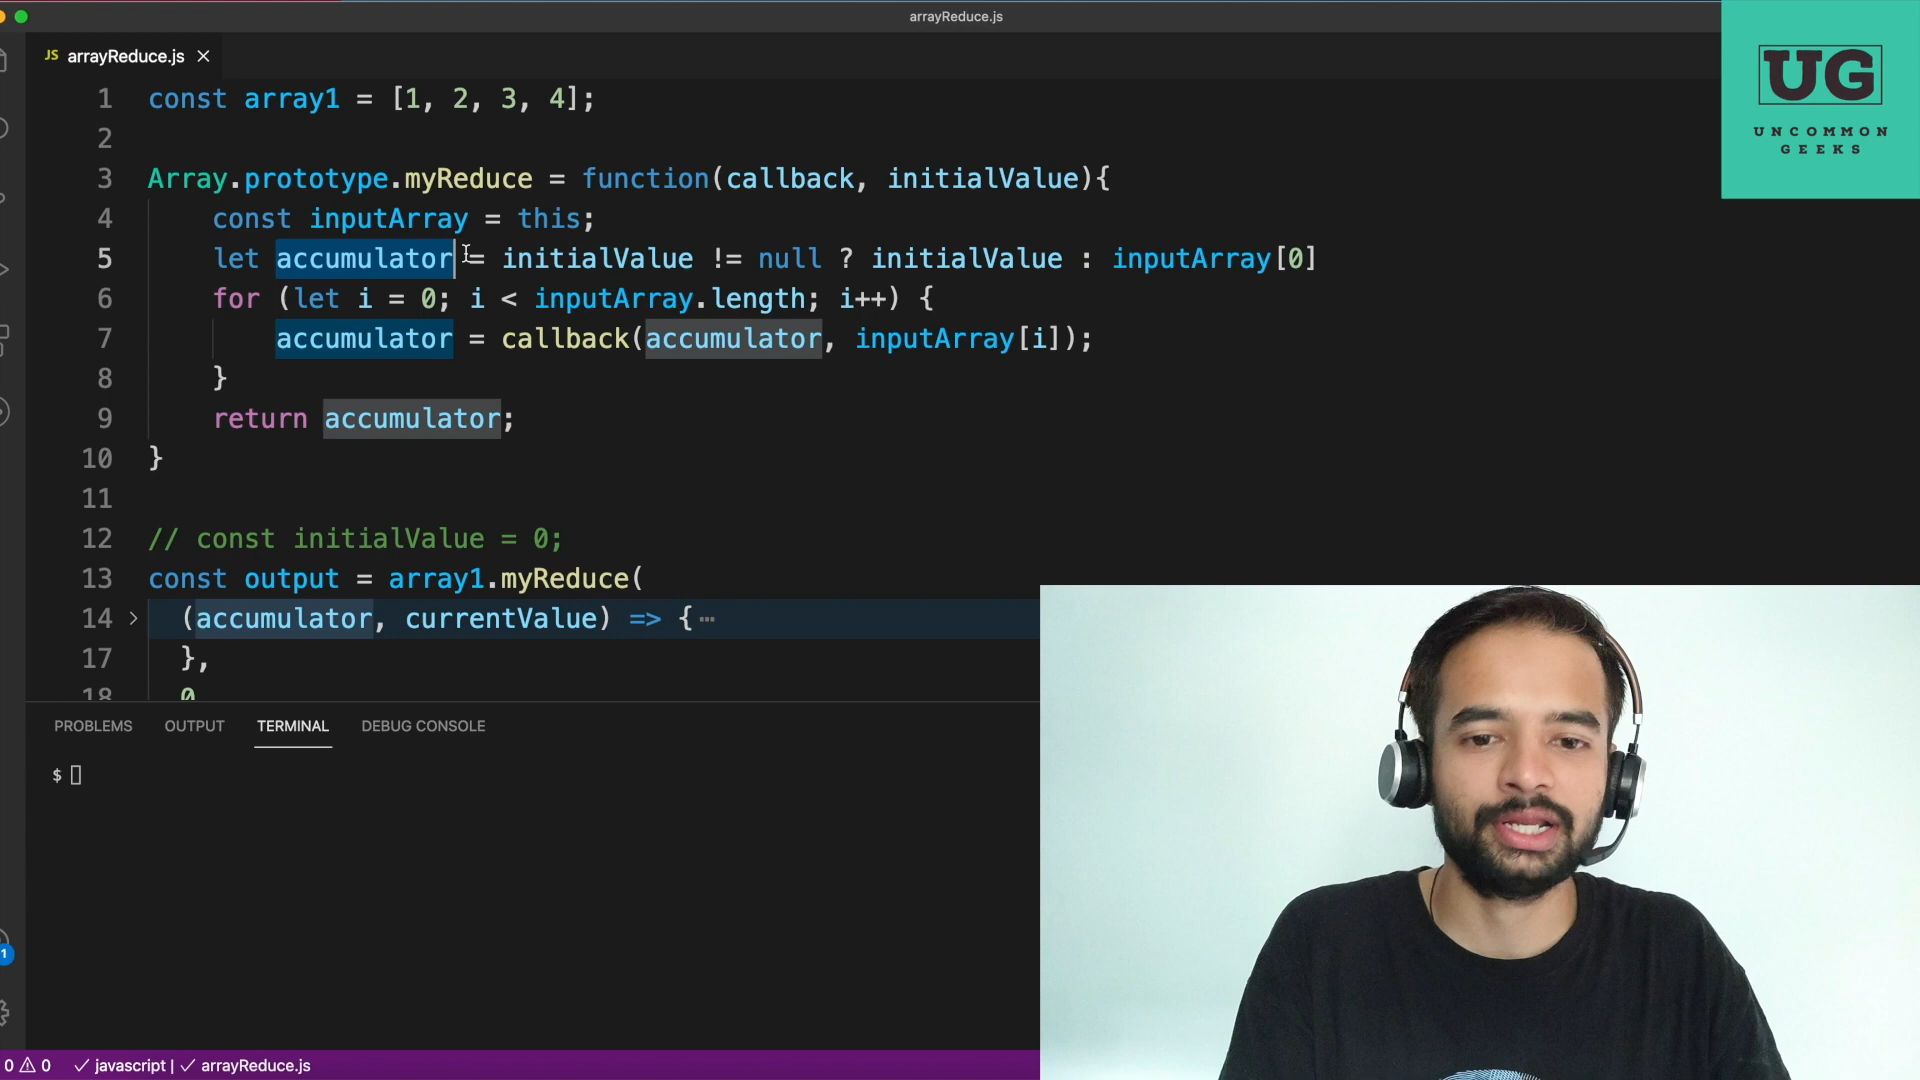 arrayReduce.js
UG
UNCOMMON
GEEKS
JS arrayReduce.js ×
1 const array1 = [1, 2, 3, 4];
2
3 Array.prototype.myReduce = function(callback, initialValue){
4 const inputArray = this;
5 let accumulator = initialValue != null ? initialValue : inputArray[0]
6 for (let i = 0; i < inputArray.length; i++) {
7 accumulator = callback(accumulator, inputArray[i]);
8 }
9 return accumulator;
10 }
11
12 // const initialValue = 0;
13 const output = array1.myReduce(
14 > (accumulator, currentValue) => {⋯
17 },
18 0
PROBLEMS OUTPUT TERMINAL DEBUG CONSOLE
$
1
0 ⚠ 0 ✓ javascript | ✓ arrayReduce.js